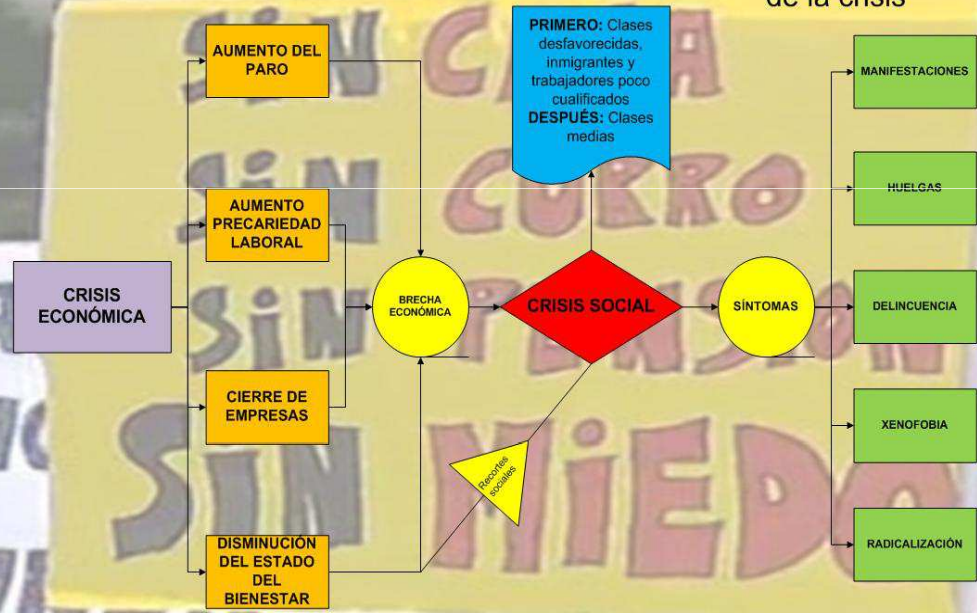 de la crisis
PRIMERO: Clases
desfavorecidas,
inmigrantes y
trabajadores poco
cualificados
DESPUÉS: Clases
medias
AUMENTO DEL
PARO
AUMENTO
PRECARIEDAD
LABORAL
CRISIS
ECONÓMICA
CIERRE DE
EMPRESAS
DISMINUCIÓN
DEL ESTADO
DEL
BIENESTAR
BRECHA
ECONÓMICA
CRISIS SOCIAL
Recortes
sociales
SÍNTOMAS
MANIFESTACIONES
HUELGAS
DELINCUENCIA
XENOFOBIA
RADICALIZACIÓN
SiN
SiN CURRO
SiN PENSION
SIN MiEDO